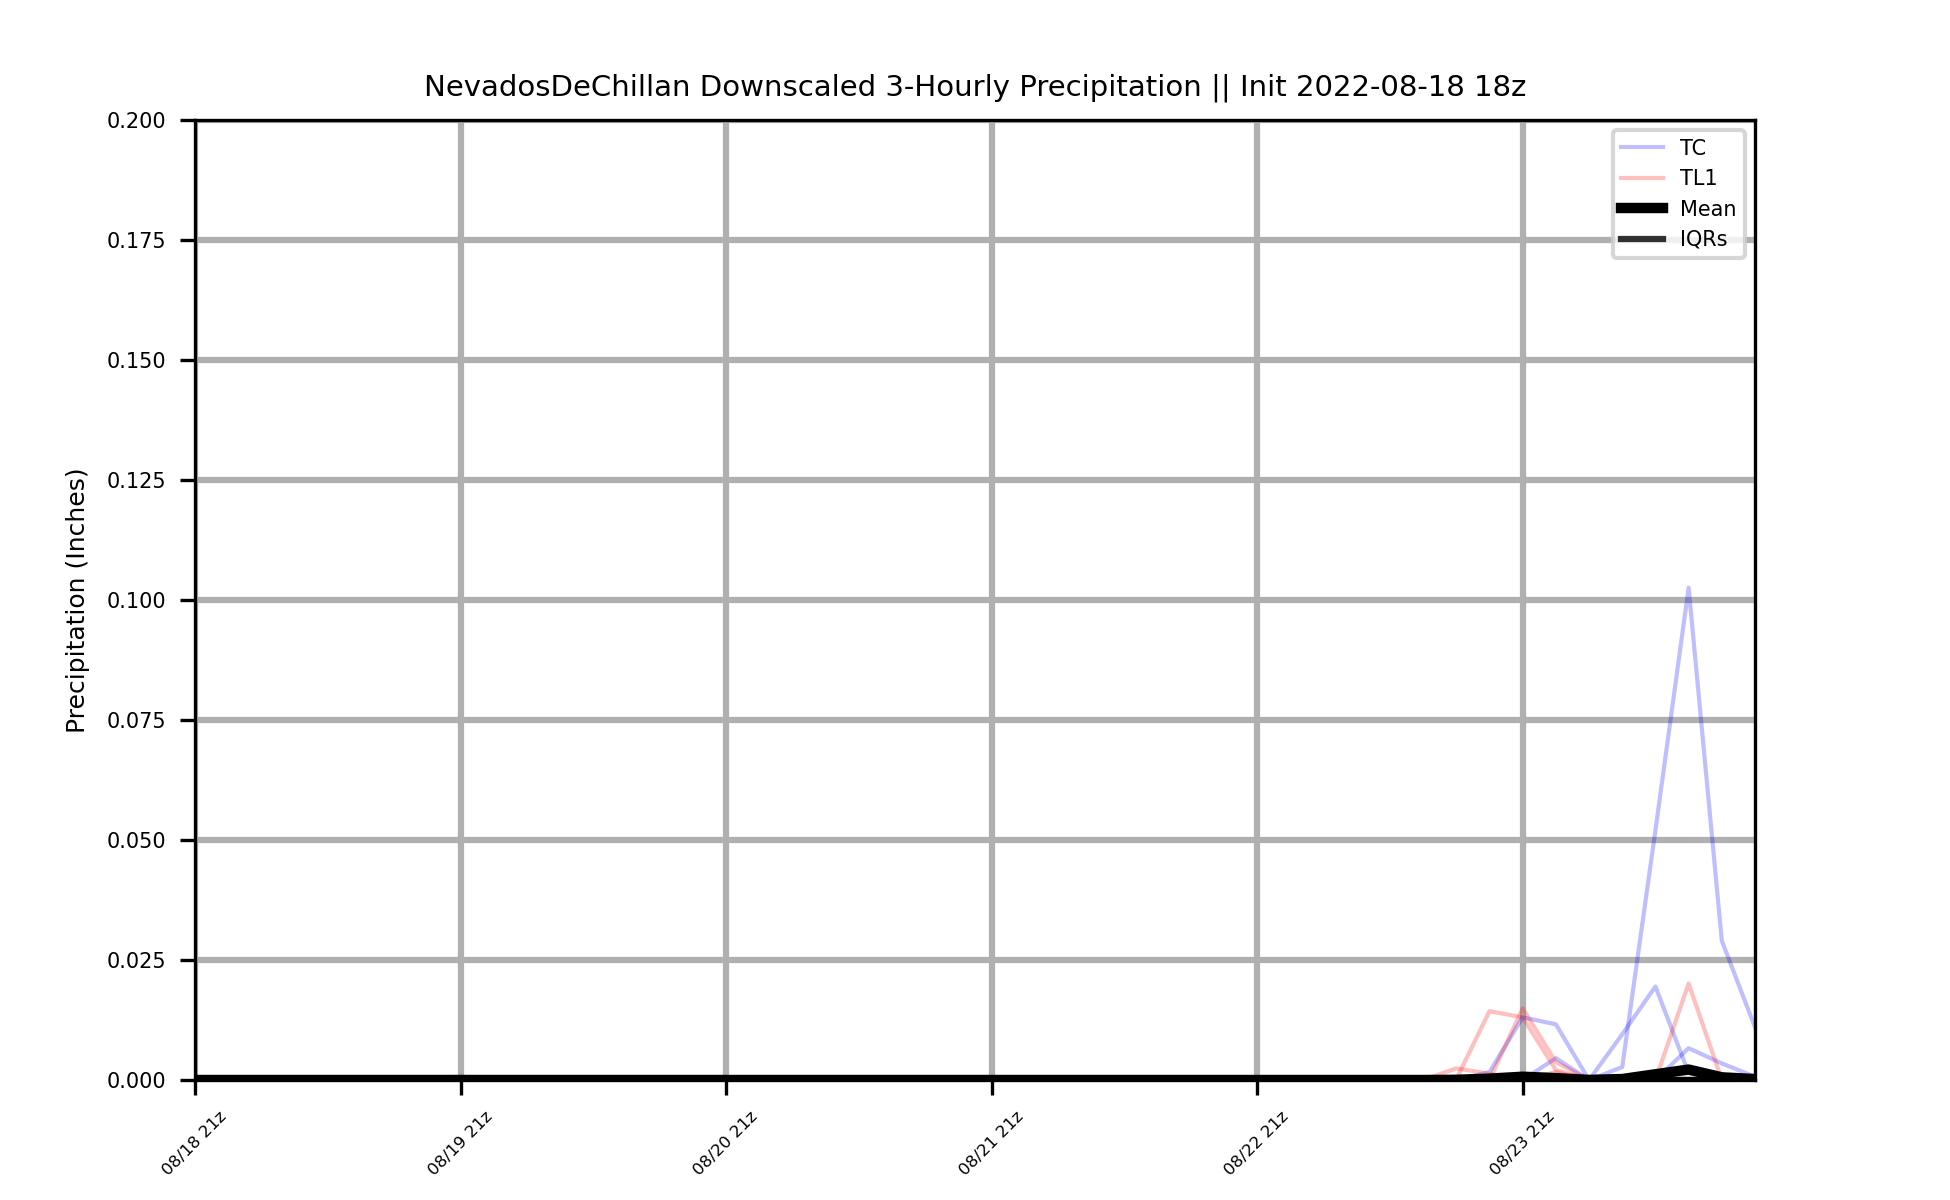 NevadosDeChillan Downscaled 3-Hourly Precipitation || Init 2022-08-18 18z
Precipitation (Inches)
0.200
0.175
0.150
0.125
0.100
0.075
0.050
0.025
0.000
TC
TL1
Mean
IQRs
08/18 21z
08/19 21z
08/20 21z
08/21 21z
08/22 21z
08/23 21z